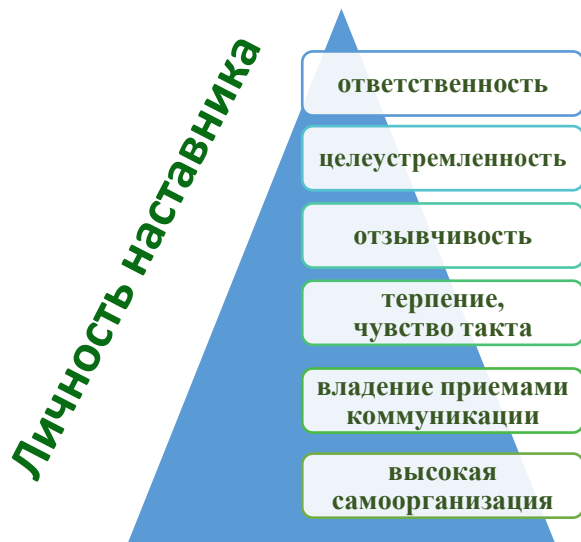 Личность наставника
ответственность
целеустремленность
отзывчивость
терпение,
чувство такта
владение приемами
коммуникации
высокая
самоорганизация